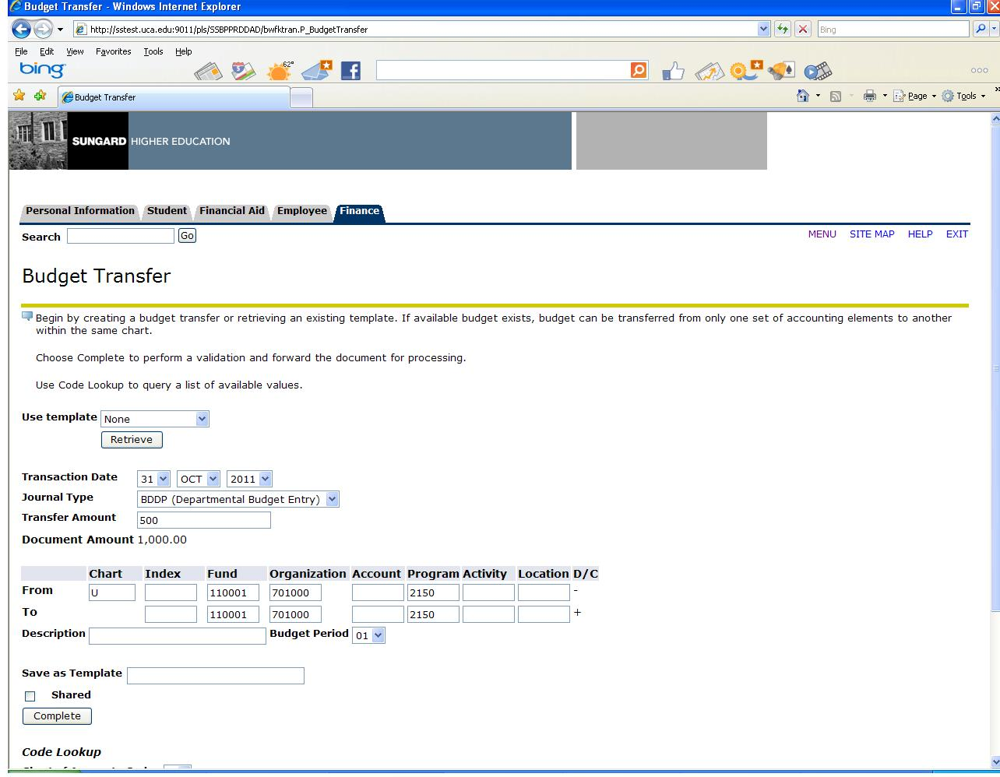 Budget Transfer - Windows Internet Explorer
http://sstest.uca.edu:9011/pls/SSBPPRDDAD/bwfktran.P_BudgetTransfer
Bing
File Edit View Favorites Tools Help
bing 62°
Budget Transfer
Page Tools
SUNGARD HIGHER EDUCATION
Personal Information Student Financial Aid Employee Finance
Search Go MENU SITE MAP HELP EXIT
Budget Transfer
Begin by creating a budget transfer or retrieving an existing template. If available budget exists, budget can be transferred from only one set of accounting elements to another
within the same chart.
Choose Complete to perform a validation and forward the document for processing.
Use Code Lookup to query a list of available values.
Use template None
Retrieve
Transaction Date 31 OCT 2011
Journal Type BDDP (Departmental Budget Entry)
Transfer Amount 500
Document Amount 1,000.00
Chart Index Fund Organization Account Program Activity Location D/C
From U 110001 701000 2150 -
To 110001 701000 2150 +
Description Budget Period 01
Save as Template
Shared
Complete
Code Lookup